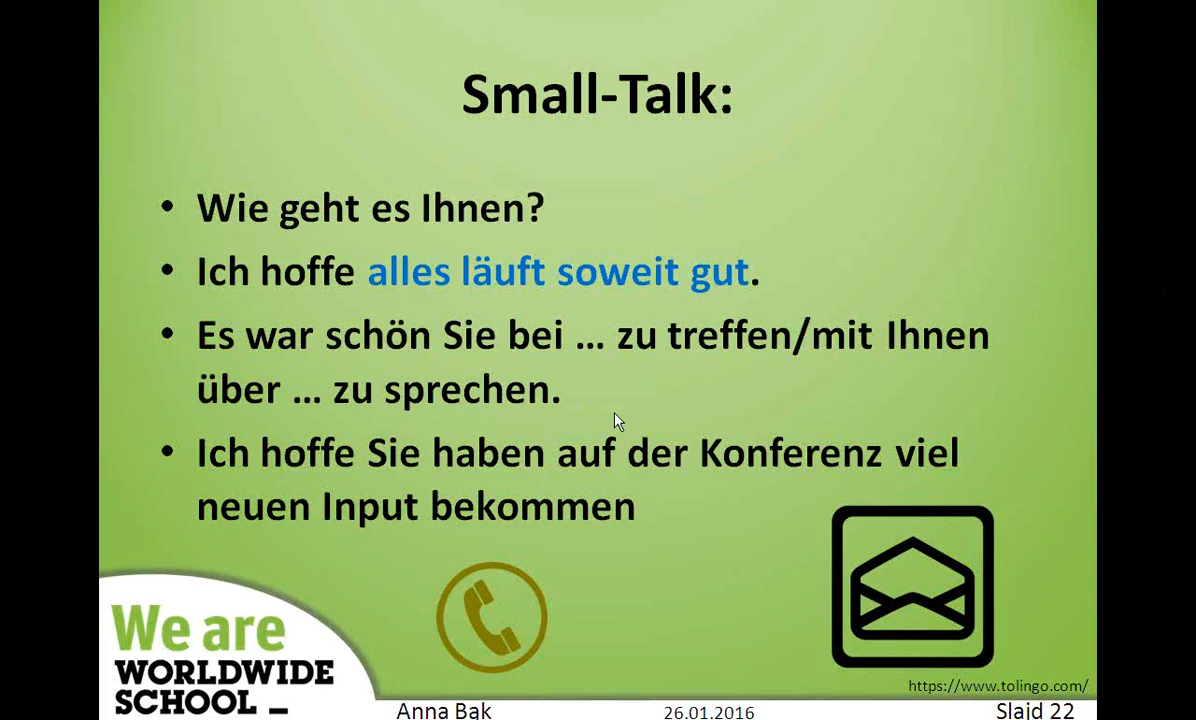 Small-Talk:
• Wie geht es Ihnen?
• Ich hoffe alles läuft soweit gut.
• Es war schön Sie bei ... zu treffen/mit Ihnen
über ... zu sprechen.
• Ich hoffe Sie haben auf der Konferenz viel
neuen Input bekommen
We are
WORLDWIDE
SCHOOL _
https://www.tolingo.com/
Anna Bąk 26.01.2016 Slajd 22